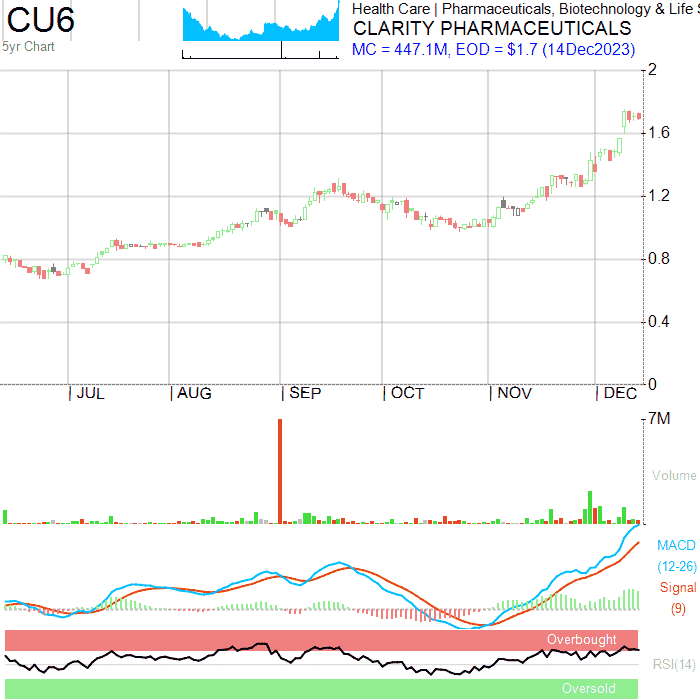 CU6
5yr Chart
Health Care | Pharmaceuticals, Biotechnology & Life S
CLARITY PHARMACEUTICALS
MC = 447.1M, EOD = $1.7 (14Dec2023)
2
1.6
1.2
0.8
0.4
0
JUL AUG SEP OCT NOV DEC
7M
Volume
MACD
(12-26)
Signal
(9)
Overbought
RSI(14)
Oversold